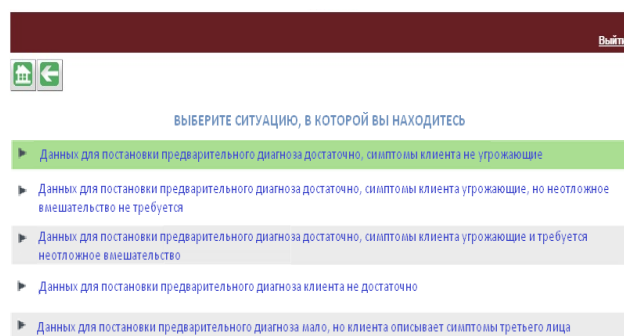 Выйти
ВЫБЕРИТЕ СИТУАЦИЮ, В КОТОРОЙ ВЫ НАХОДИТЕСЬ
Данных для постановки предварительного диагноза достаточно, симптомы клиента не угрожающие
Данных для постановки предварительного диагноза достаточно, симптомы клиента угрожающие, но неотложное
вмешательство не требуется
Данных для постановки предварительного диагноза достаточно, симптомы клиента угрожающие и требуется
неотложное вмешательство
Данных для постановки предварительного диагноза клиента не достаточно
Данных для постановки предварительного диагноза мало, но клиента описывает симптомы третьего лица